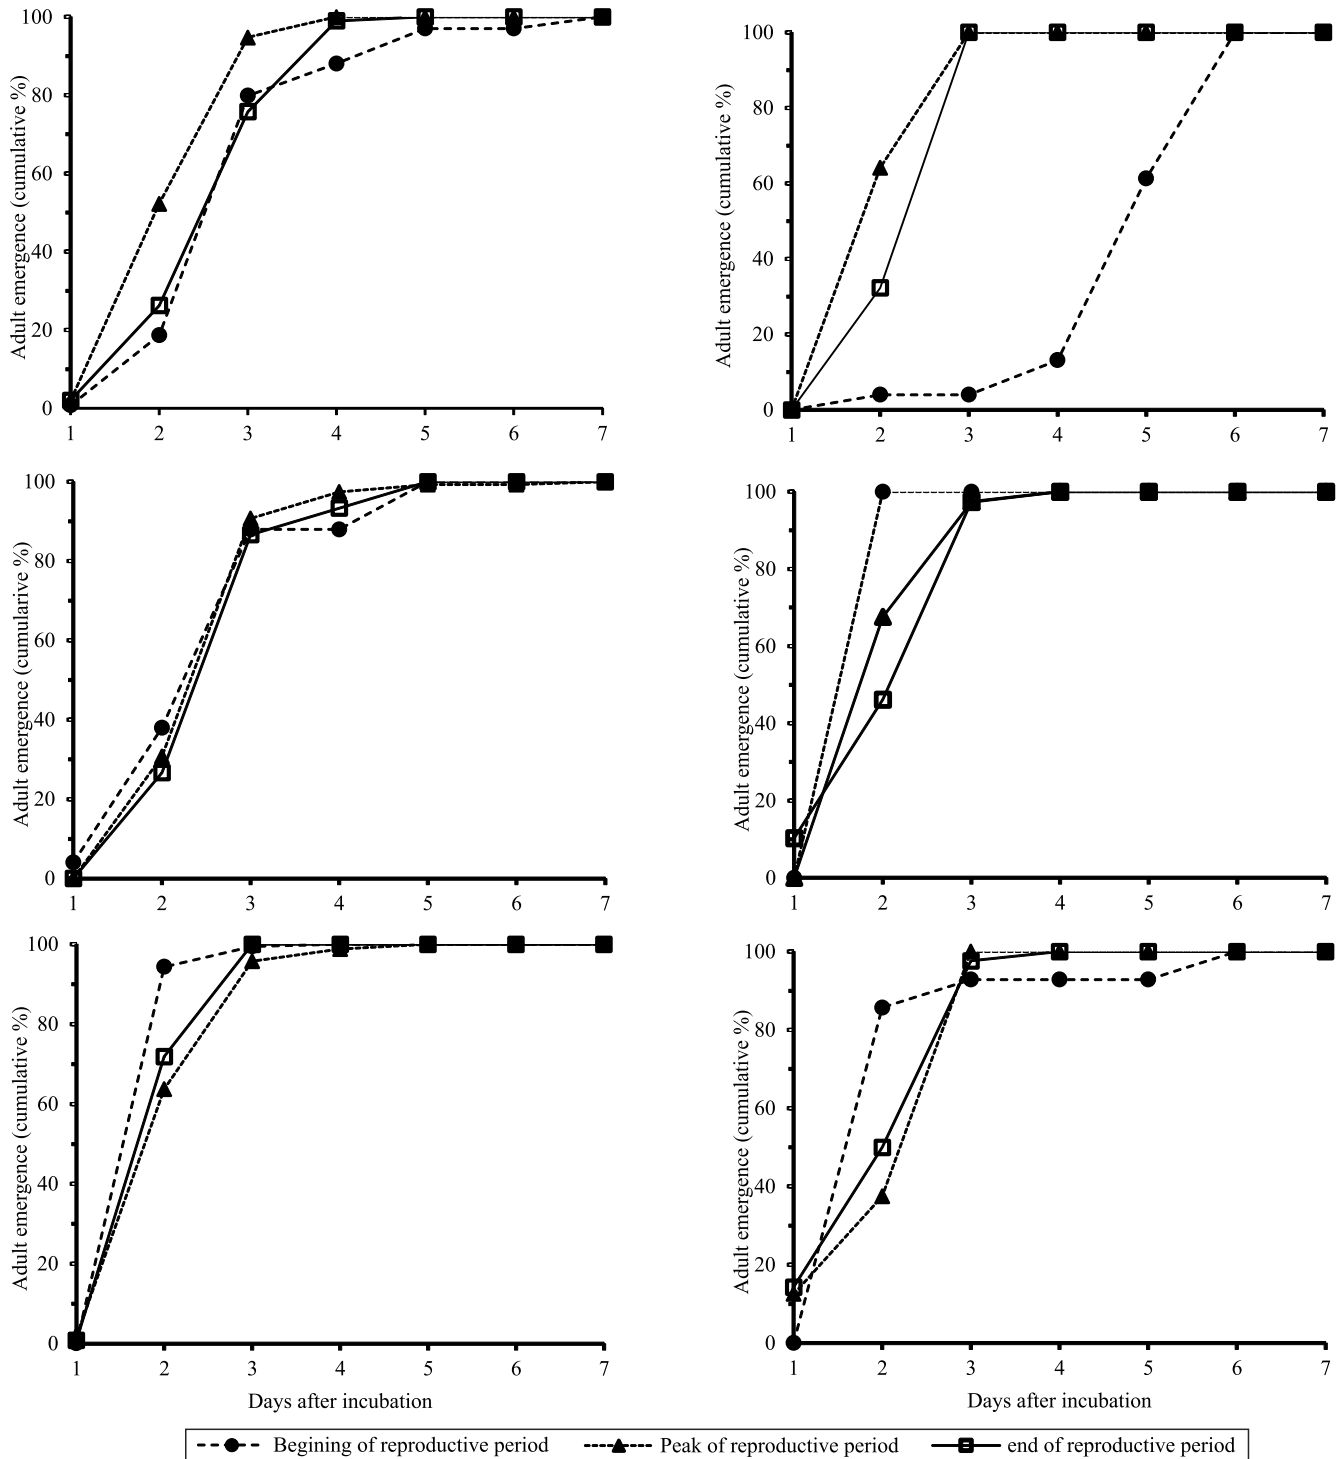 Adult emergence (cumulative %)
100
80
60
40
20
0
1 2 3 4 5 6 7
Adult emergence (cumulative %)
100
80
60
40
20
0
1 2 3 4 5 6 7
Adult emergence (cumularive %)
100
80
60
40
20
0
1 2 3 4 5 6 7
Adult emergence (cumulative %)
100
80
60
40
20
0
1 2 3 4 5 6 7
Adult emergence (cumulative %)
100
80
60
40
20
0
1 2 3 4 5 6 7
Days after incubation
Adult emergence (cumulative %)
100
80
60
40
20
0
1 2 3 4 5 6 7
Days after incubation
Begining of reproductive period Peak of reproductive period end of reproductive period